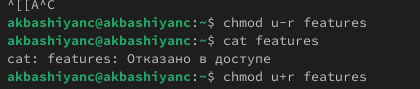 ^[[A^C
akbashiyanc@akbashiyanc:~$ chmod u-r features
akbashiyanc@akbashiyanc:~$ cat features
cat: features: Отказано в доступе
akbashiyanc@akbashiyanc:~$ chmod u+r features